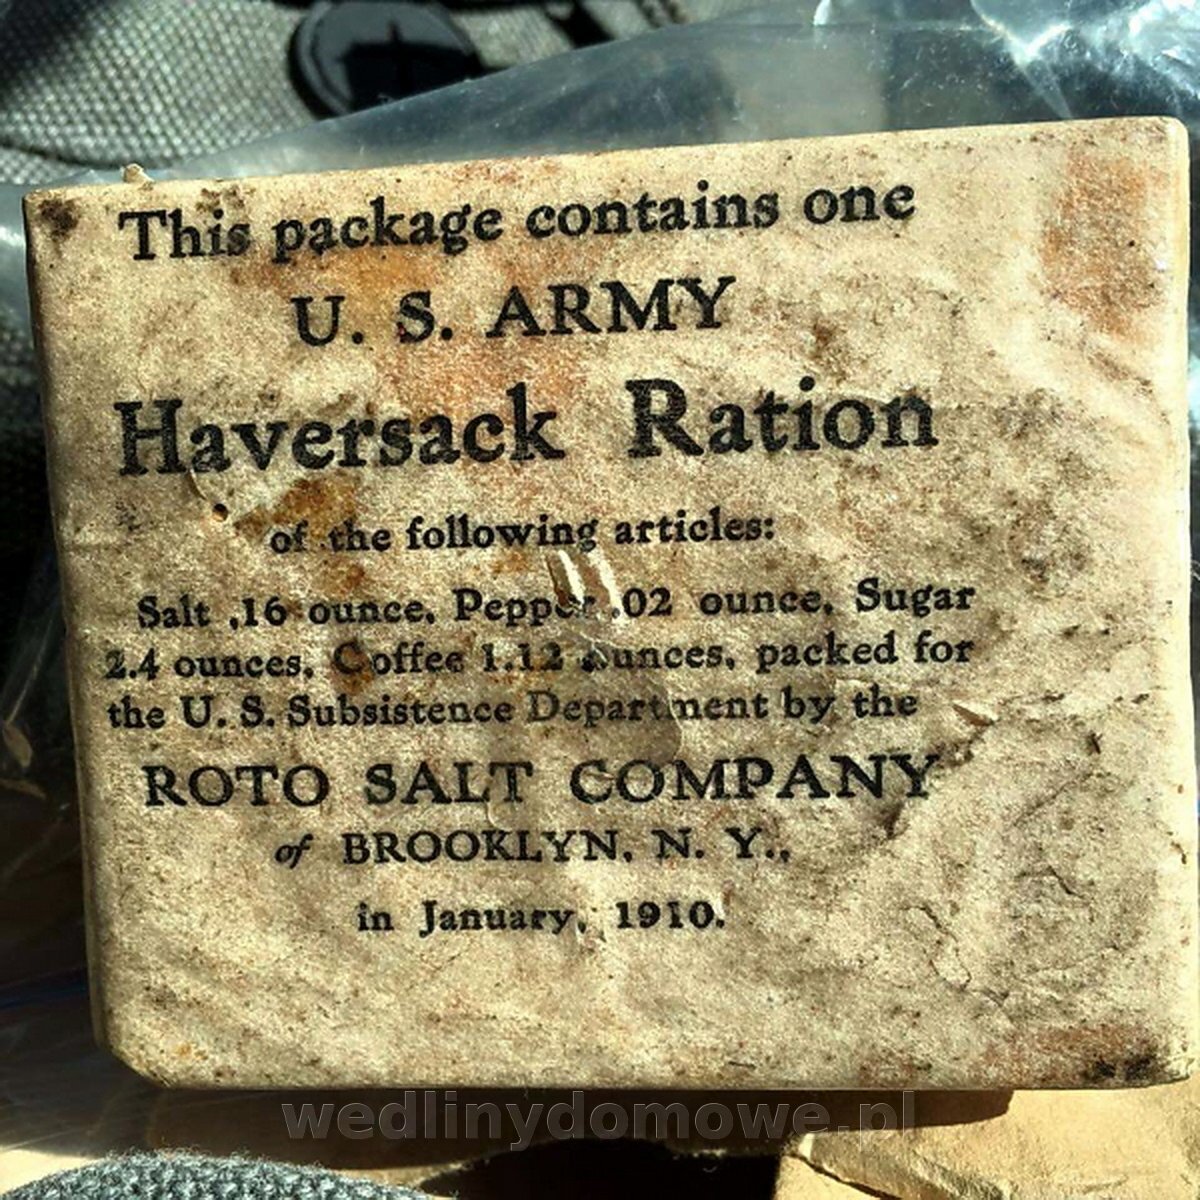 This package contains one
U. S. ARMY
Haversack Ration
of the following articles:
Salt .16 ounce, Pepper .02 ounce, Sugar
2.4 ounces, Coffee 1.12 ounces, packed for
the U. S. Subsistence Department by the
ROTO SALT COMPANY
of BROOKLYN, N. Y.,
in January, 1910.
wedlinydomowe.pl